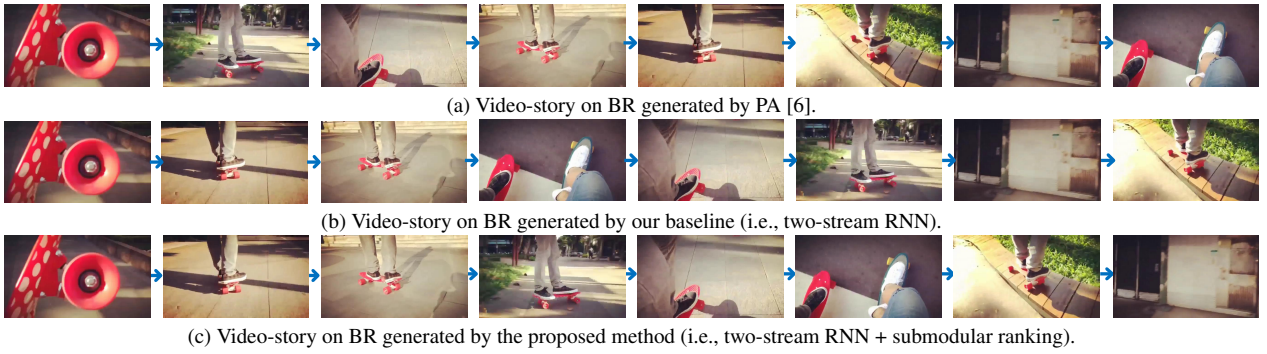 (a) Video-story on BR generated by PA [6].
(b) Video-story on BR generated by our baseline (i.e., two-stream RNN).
(c) Video-story on BR generated by the proposed method (i.e., two-stream RNN + submodular ranking).